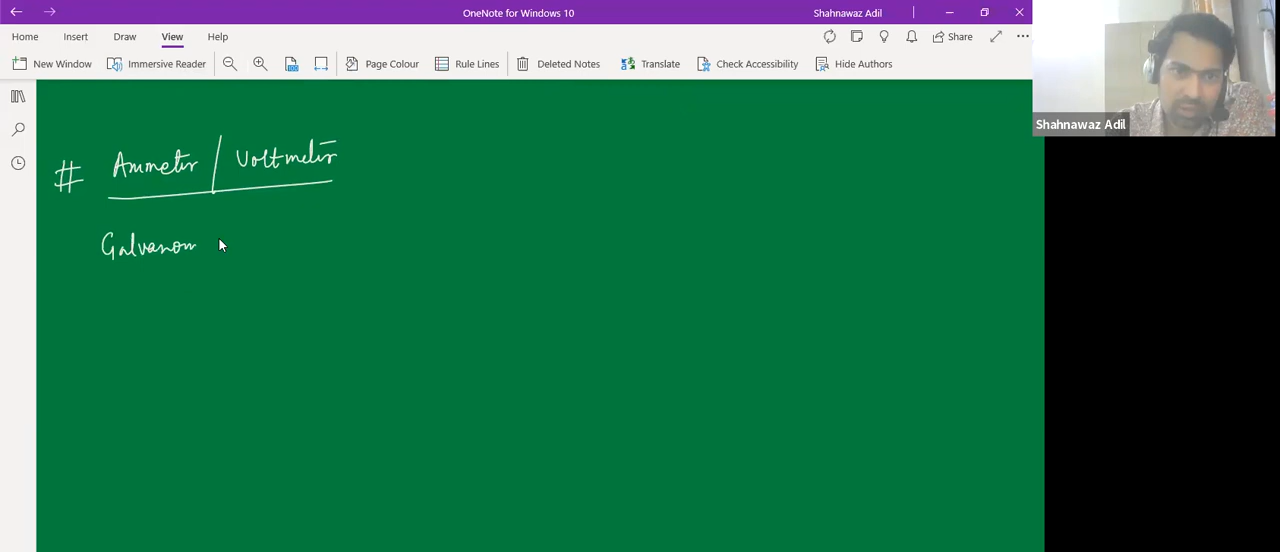 OneNote for Windows 10
Shahnawaz Adil
Home Insert Draw View Help
Share
New Window Immersive Reader Page Colour Rule Lines Deleted Notes Translate Check Accessibility Hide Authors
Shahnawaz Adil
# Ammeter / Voltmeter
Galvanom